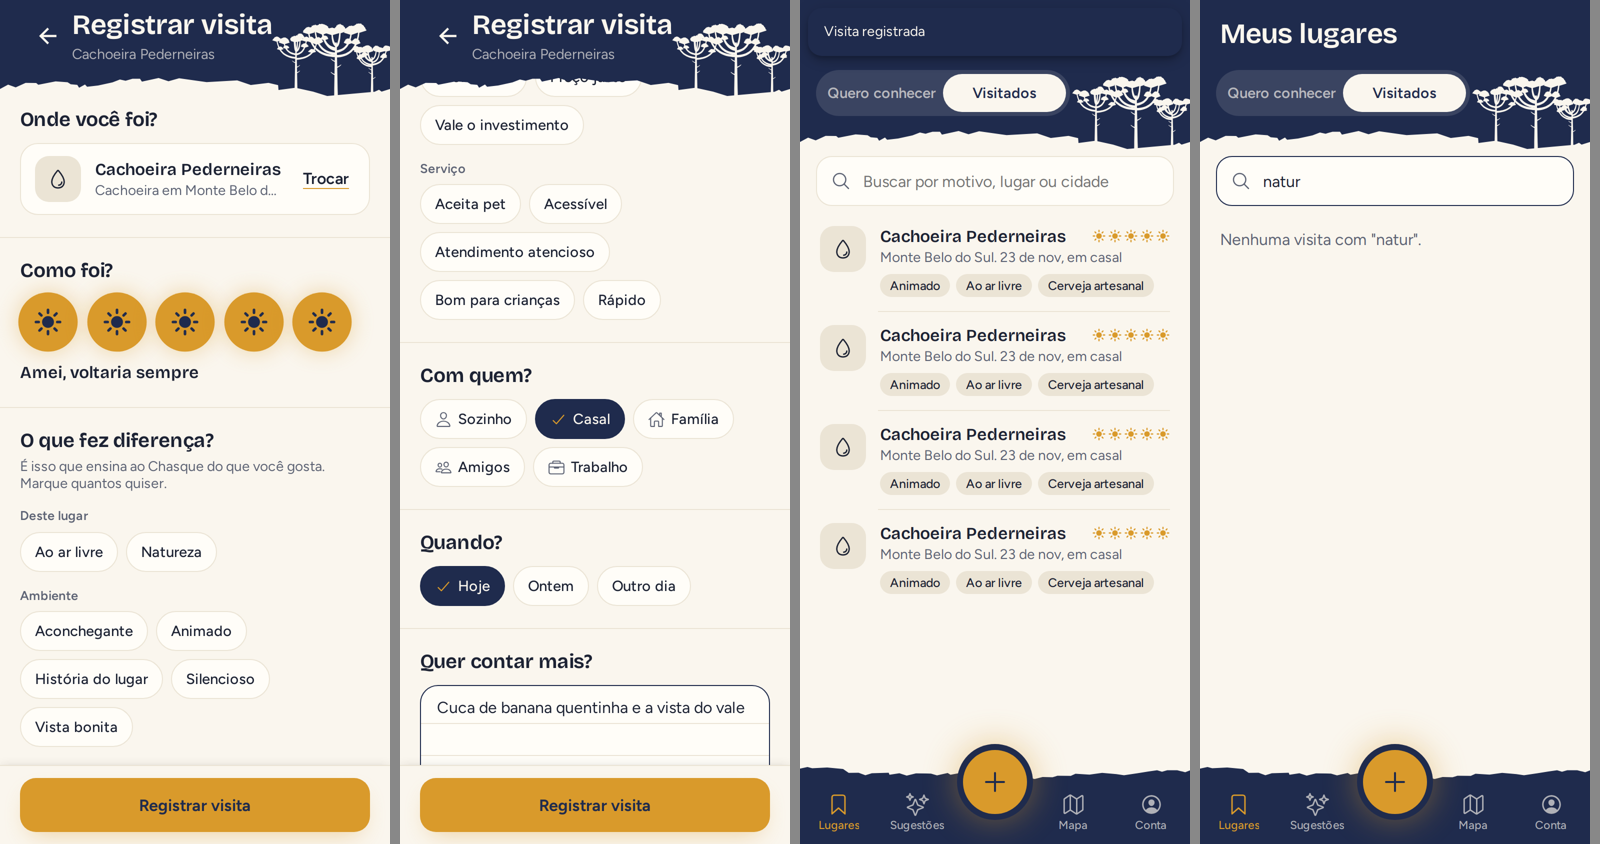 Registrar visita
Cachoeira Pederneiras
Onde você foi?
Cachoeira Pederneiras
Cachoeira em Monte Belo d...
Trocar
Como foi?
Amei, voltaria sempre
O que fez diferença?
É isso que ensina ao Chasque do que você gosta.
Marque quantos quiser.
Deste lugar
Ao ar livre
Natureza
Ambiente
Aconchegante
Animado
História do lugar
Silencioso
Vista bonita
Registrar visita
Registrar visita
Cachoeira Pederneiras
Vale o investimento
Serviço
Aceita pet
Acessível
Atendimento atencioso
Bom para crianças
Rápido
Com quem?
Sozinho
Casal
Família
Amigos
Trabalho
Quando?
Hoje
Ontem
Outro dia
Quer contar mais?
Cuca de banana quentinha e a vista do vale
Registrar visita
Visita registrada
Quero conhecer
Visitados
Buscar por motivo, lugar ou cidade
Cachoeira Pederneiras
Monte Belo do Sul. 23 de nov, em casal
Animado
Ao ar livre
Cerveja artesanal
Cachoeira Pederneiras
Monte Belo do Sul. 23 de nov, em casal
Animado
Ao ar livre
Cerveja artesanal
Cachoeira Pederneiras
Monte Belo do Sul. 23 de nov, em casal
Animado
Ao ar livre
Cerveja artesanal
Cachoeira Pederneiras
Monte Belo do Sul. 23 de nov, em casal
Animado
Ao ar livre
Cerveja artesanal
Lugares
Sugestões
Mapa
Conta
Meus lugares
Quero conhecer
Visitados
natur
Nenhuma visita com "natur".
Lugares
Sugestões
Mapa
Conta